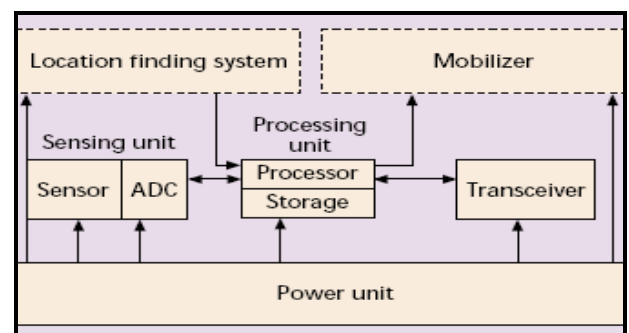 Location finding system
Mobilizer
Sensing unit
Processing
unit
Sensor
ADC
Processor
Storage
Transceiver
Power unit